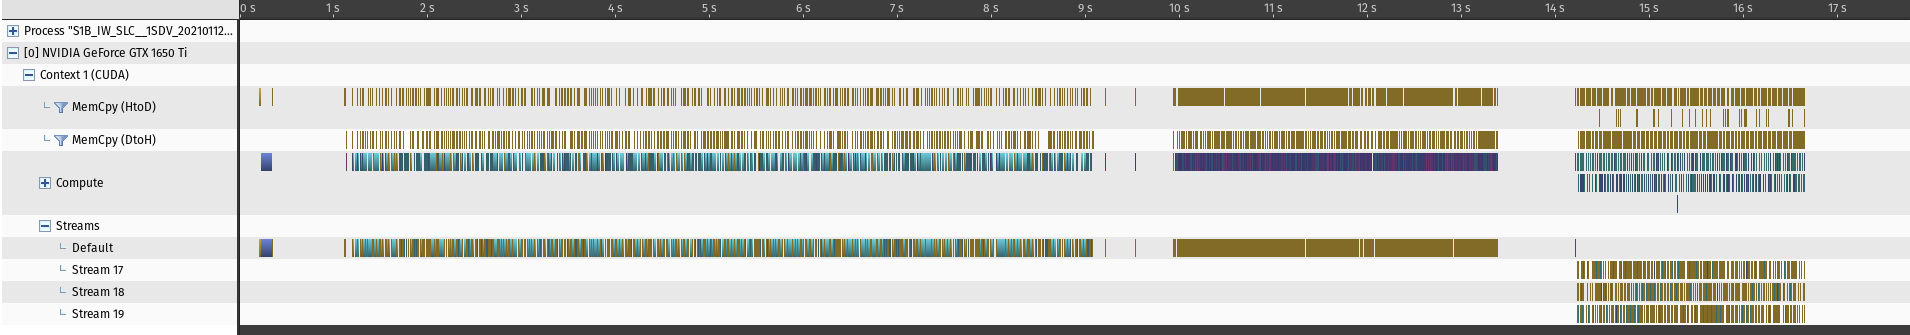 0 s 1 s 2 s 3 s 4 s 5 s 6 s 7 s 8 s 9 s 10 s 11 s 12 s 13 s 14 s 15 s 16 s 17 s
Process "S1B_IW_SLC__1SDV_20210112...
[0] NVIDIA GeForce GTX 1650 Ti
Context 1 (CUDA)
MemCpy (HtoD)
MemCpy (DtoH)
Compute
Streams
Default
Stream 17
Stream 18
Stream 19